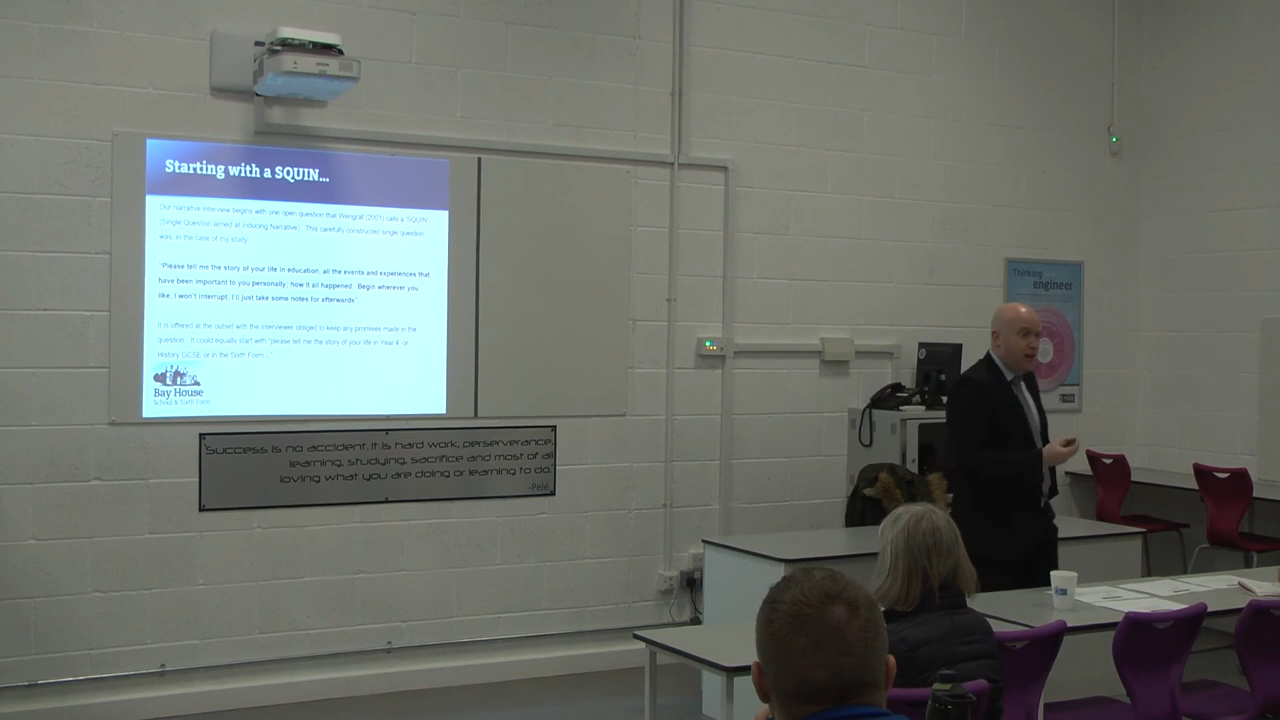 EPSON
Starting with a SQUIN...
Our narrative interview begins with one open question that Wengraf (2001) calls a 'SQUIN'
(Single Question aimed at Inducing Narrative). This carefully constructed single question
was, in the case of my study:
"Please tell me the story of your life in education, all the events and experiences that
have been important to you personally; how it all happened. Begin wherever you
like, I won't interrupt, I'll just take some notes for afterwards".
It is offered at the outset with the interviewer obliged to keep any promises made in the
question. It could equally start with "please tell me the story of your life in Year 4, or
History GCSE or in the Sixth Form..."
Bay House
School & Sixth Form
'Success is no accident. It is hard work, perserverance,
learning, studying, sacrifice and most of all
loving what you are doing or learning to do.'
-Pelé
Thinking
engineer